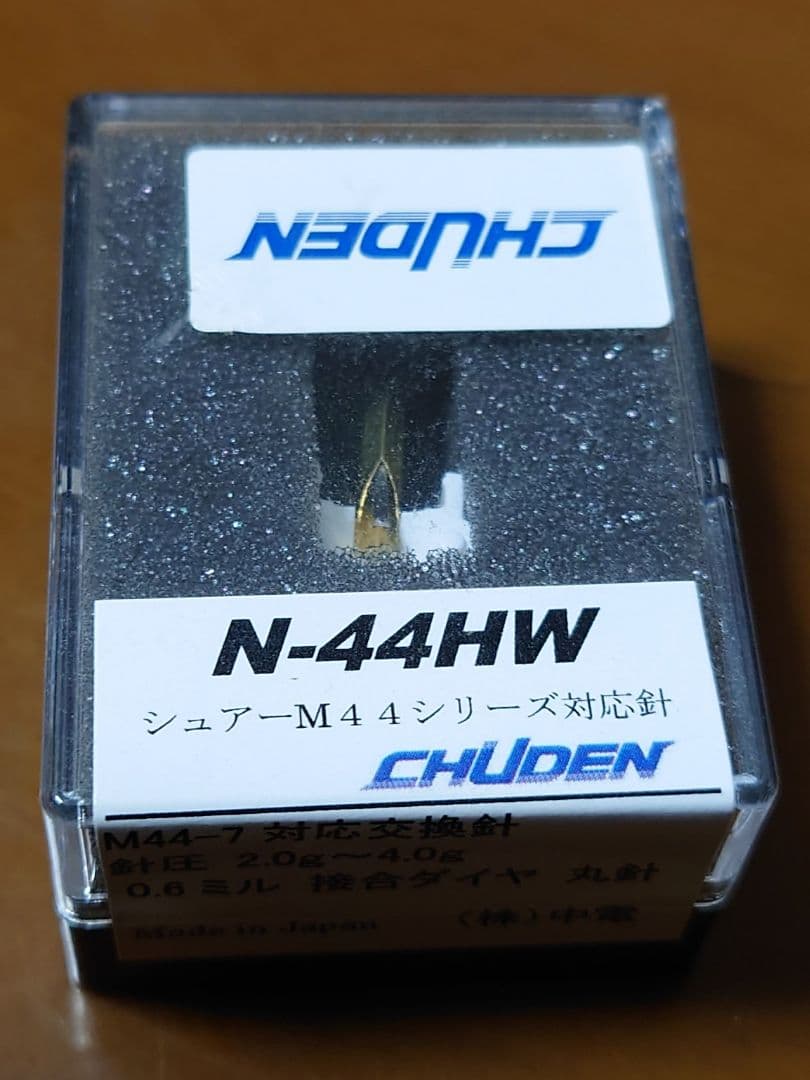 CHUDEN
N-44HW
シュアーM４４シリーズ対応針
CHUDEN
M44-7 対応交換針
針圧 2.0g～4.0g
0.6ミル 接合ダイヤ 丸針
Made in Japan (株)中電